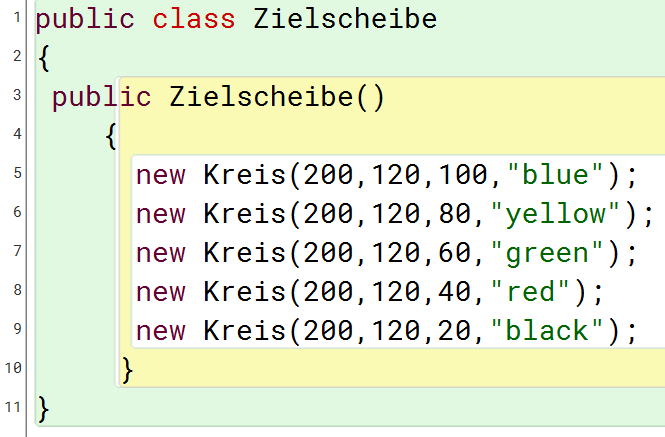 1 public class Zielscheibe
2 {
3 public Zielscheibe()
4 {
5 new Kreis(200,120,100,"blue");
6 new Kreis(200,120,80,"yellow");
7 new Kreis(200,120,60,"green");
8 new Kreis(200,120,40,"red");
9 new Kreis(200,120,20,"black");
10 }
11 }